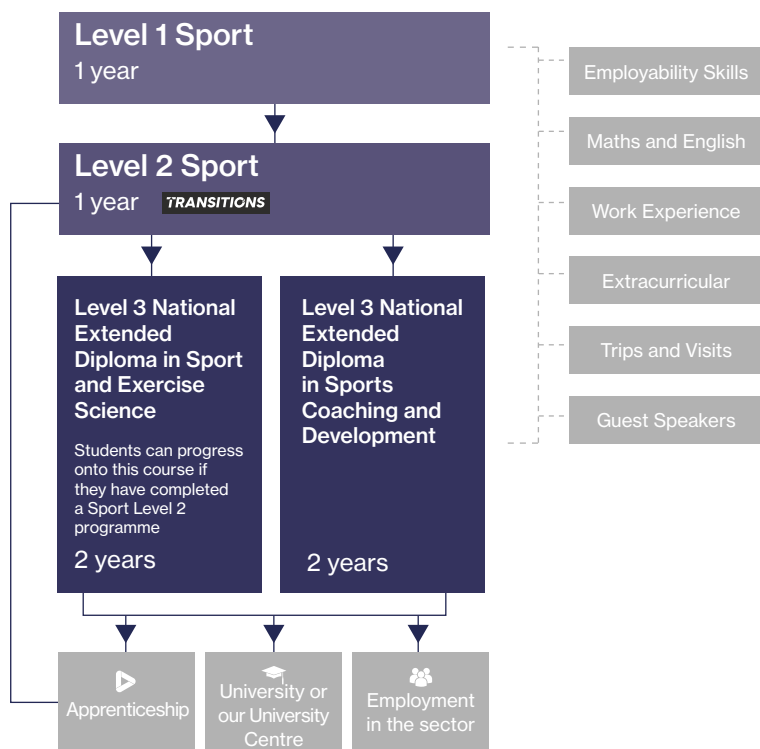 Level 1 Sport
1 year
Level 2 Sport
1 year TRANSITIONS
Level 3 National
Extended
Diploma in Sport
and Exercise
Science
Students can progress
onto this course if
they have completed
a Sport Level 2
programme
2 years
Level 3 National
Extended
Diploma
in Sports
Coaching and
Development
2 years
Apprenticeship
University or
our University
Centre
Employment
in the sector
Employability Skills
Maths and English
Work Experience
Extracurricular
Trips and Visits
Guest Speakers